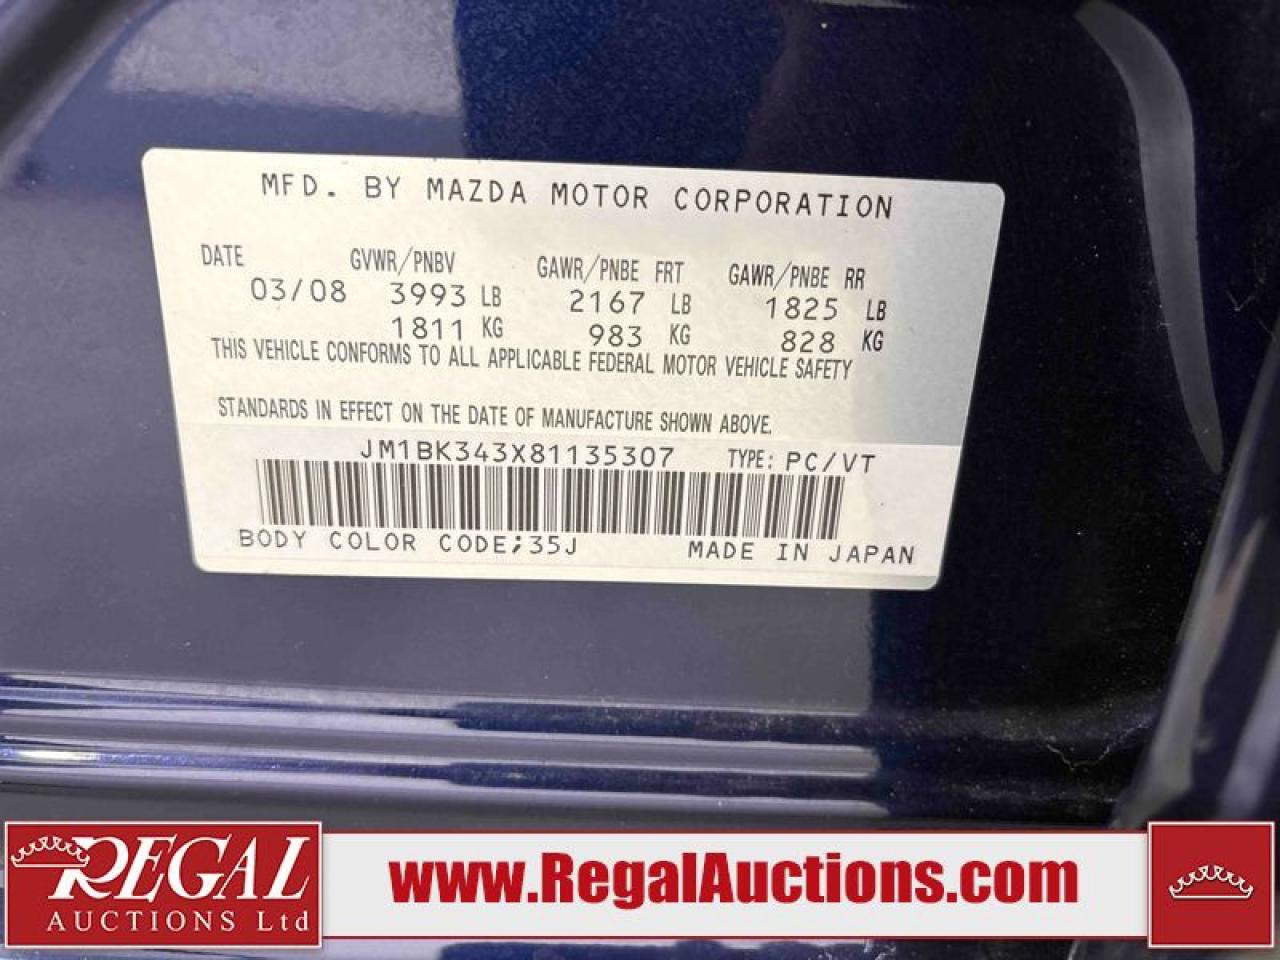 MFD. BY MAZDA MOTOR CORPORATION
DATE GVWR/PNBV GAWR/PNBE FRT GAWR/PNBE RR
03/08 3993 LB 2167 LB 1825 LB
1811 KG 983 KG 828 KG
THIS VEHICLE CONFORMS TO ALL APPLICABLE FEDERAL MOTOR VEHICLE SAFETY
STANDARDS IN EFFECT ON THE DATE OF MANUFACTURE SHOWN ABOVE.
JM1BK343X81135307 TYPE: PC/VT
BODY COLOR CODE;35J MADE IN JAPAN
REGAL
AUCTIONS Ltd
www.RegalAuctions.com